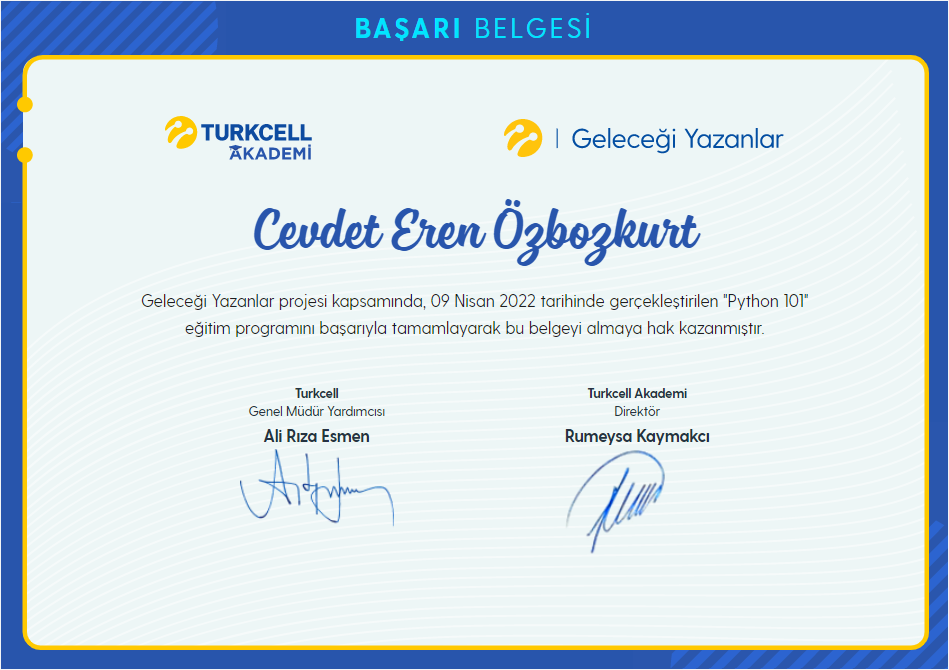 BAŞARI BELGESİ
TURKCELL
AKADEMİ
| Geleceği Yazanlar
Cevdet Eren Özbozkurt
Geleceği Yazanlar projesi kapsamında, 09 Nisan 2022 tarihinde gerçekleştirilen "Python 101"
eğitim programını başarıyla tamamlayarak bu belgeyi almaya hak kazanmıştır.
Turkcell
Genel Müdür Yardımcısı
Ali Rıza Esmen
Turkcell Akademi
Direktör
Rumeysa Kaymakcı